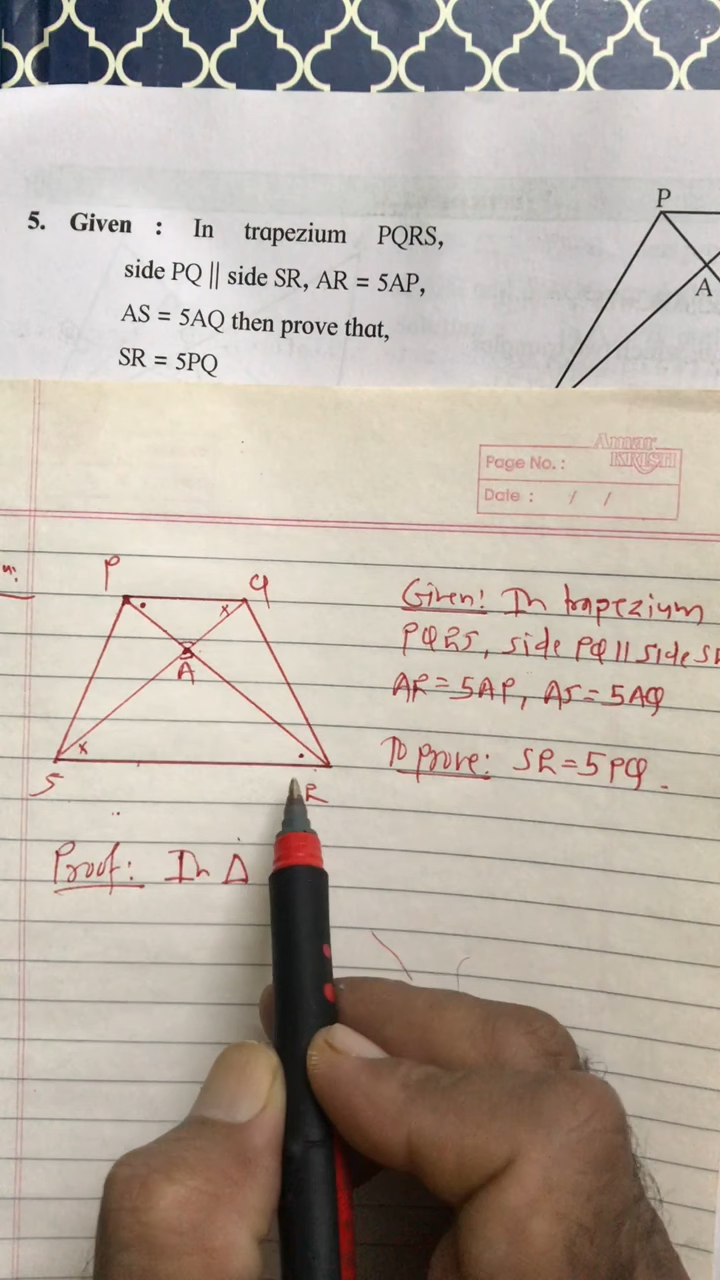 P
5. Given : In trapezium PQRS,
side PQ || side SR, AR = 5AP,
A
AS = 5AQ then prove that,
SR = 5PQ
Amar
KRISH
Page No. :
Date : / /
P Q
Given: In trapezium
PQRS, side PQ || side S
A
AR = 5AP, AS = 5AQ
x
x
To prove: SR = 5PQ.
S R
Proof: In Δ